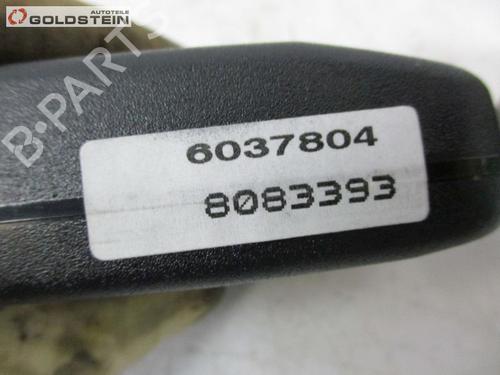 AUTOTEILE
GOLDSTEIN
B-PARTS
6037804
8083393